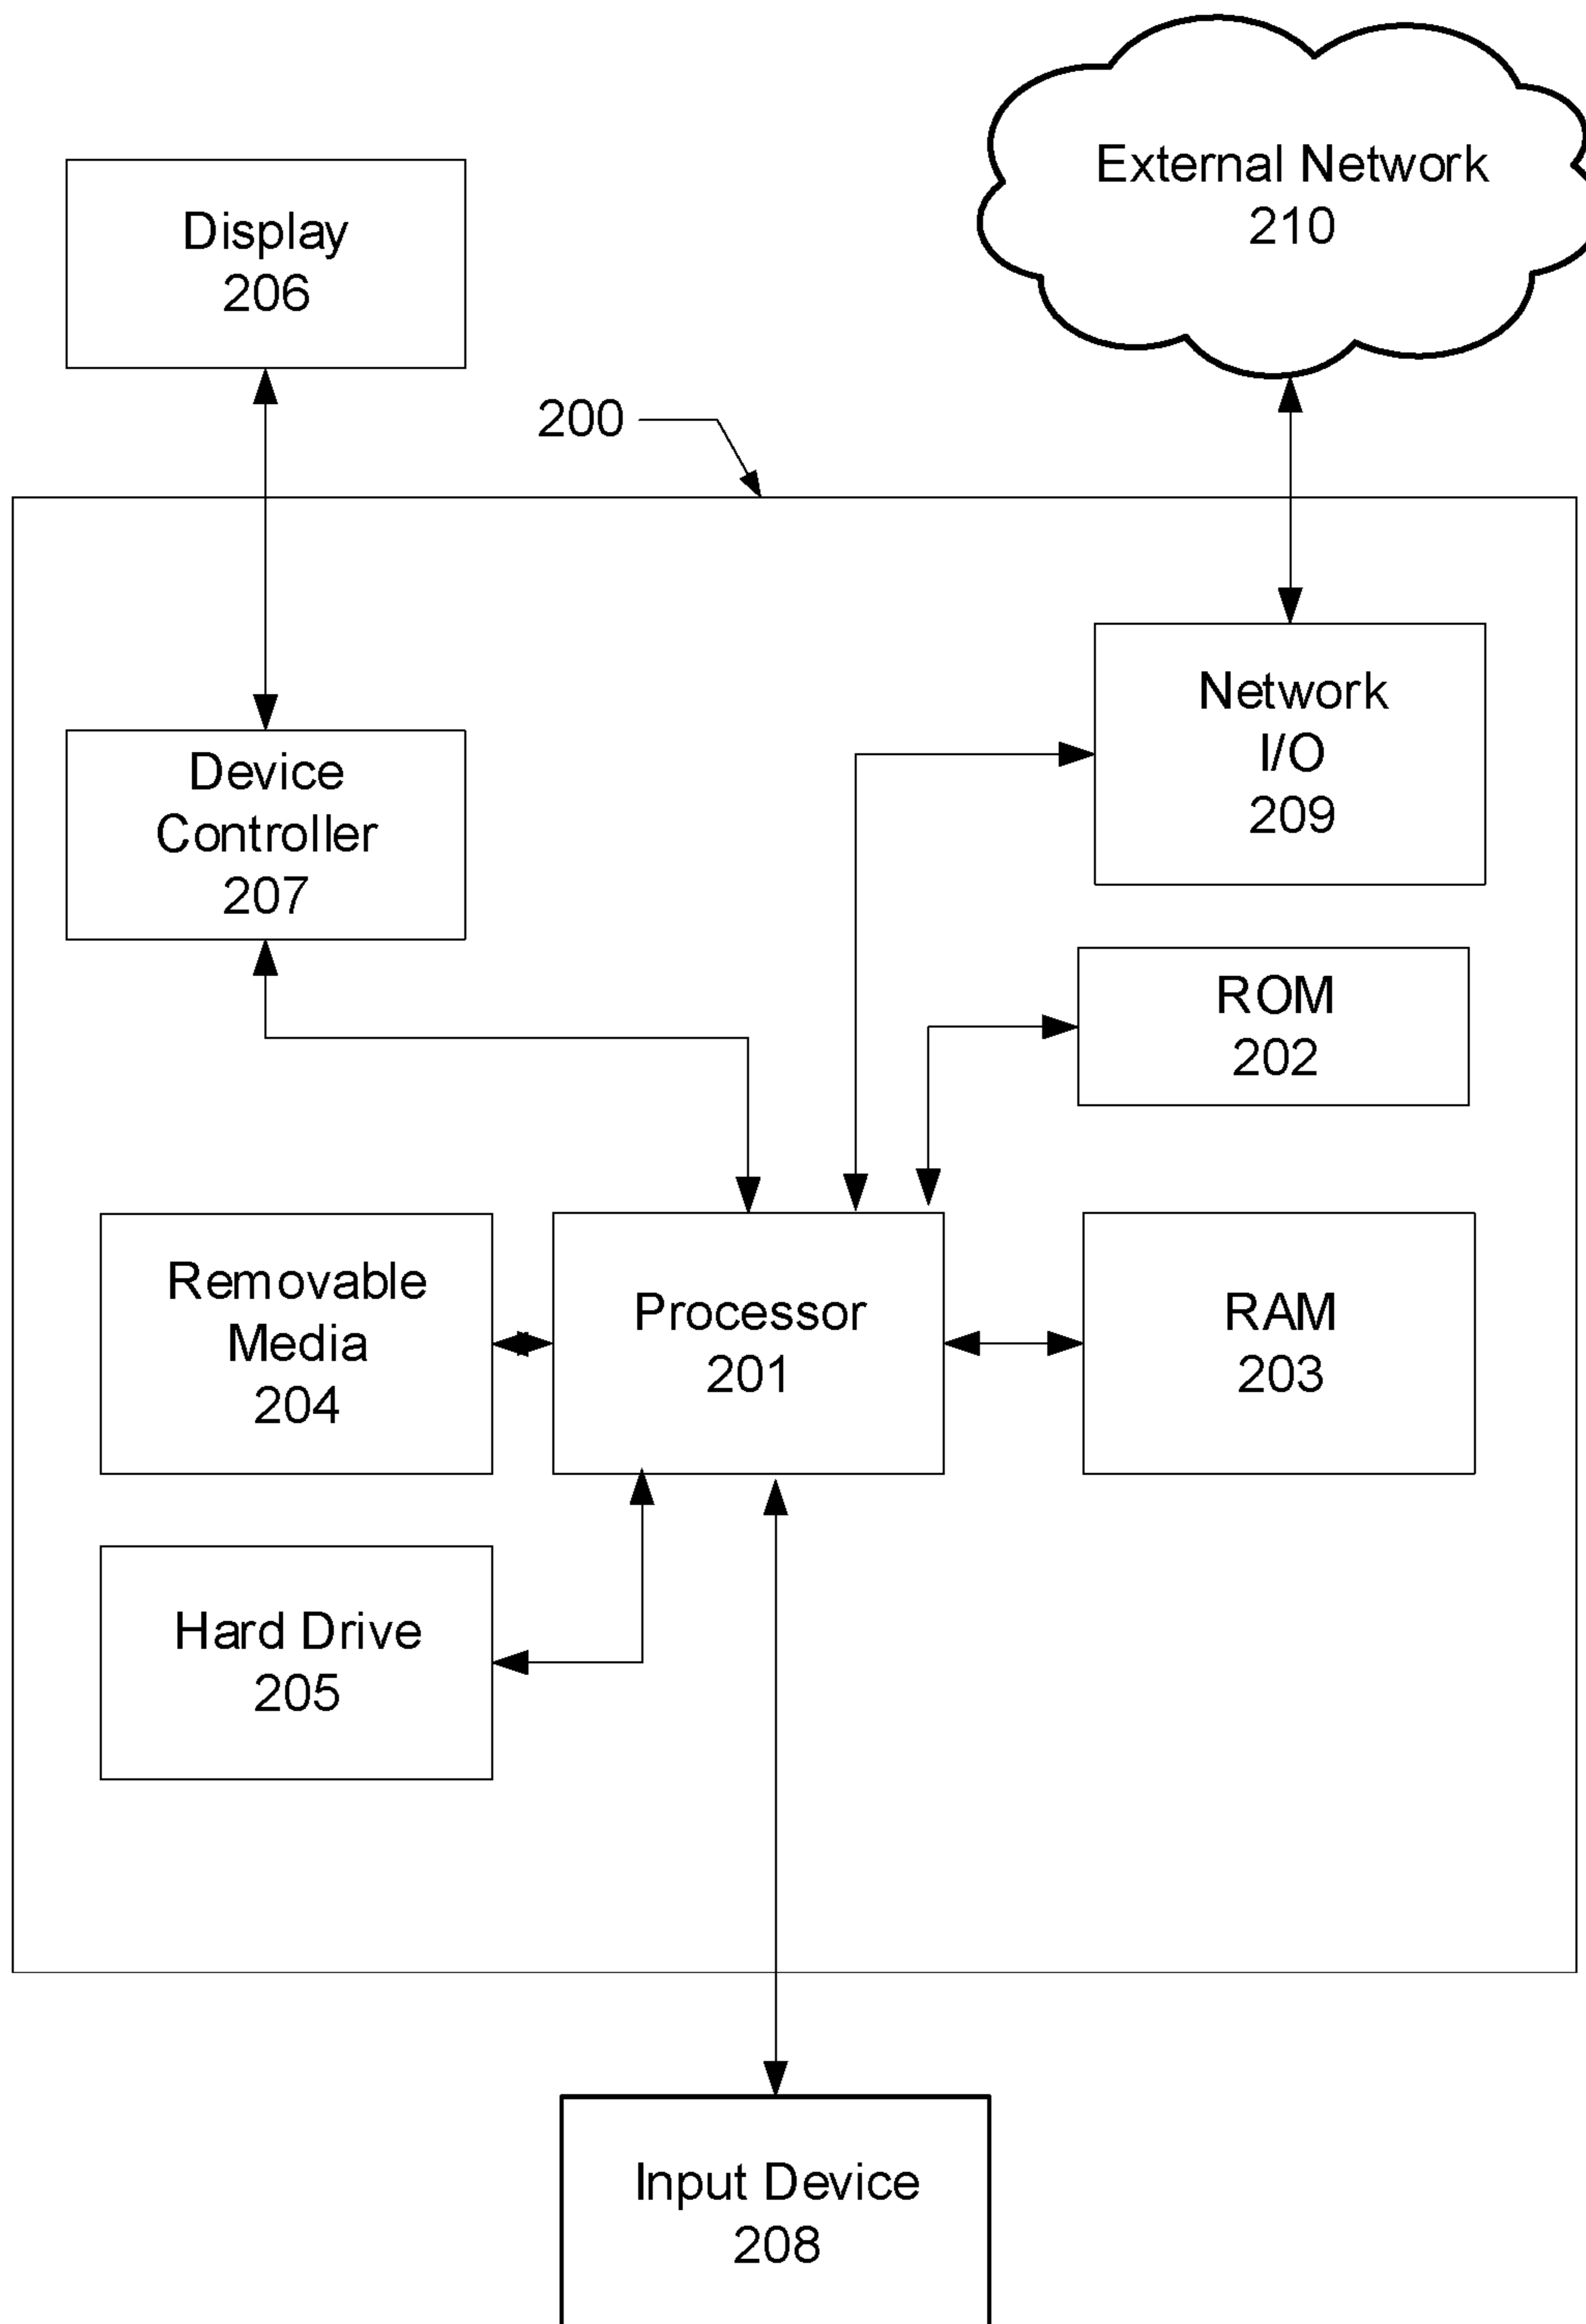 External Network
210
Display
206
200
Network
I/O
209
Device
Controller
207
ROM
202
Removable
Media
204
Processor
201
RAM
203
Hard Drive
205
Input Device
208